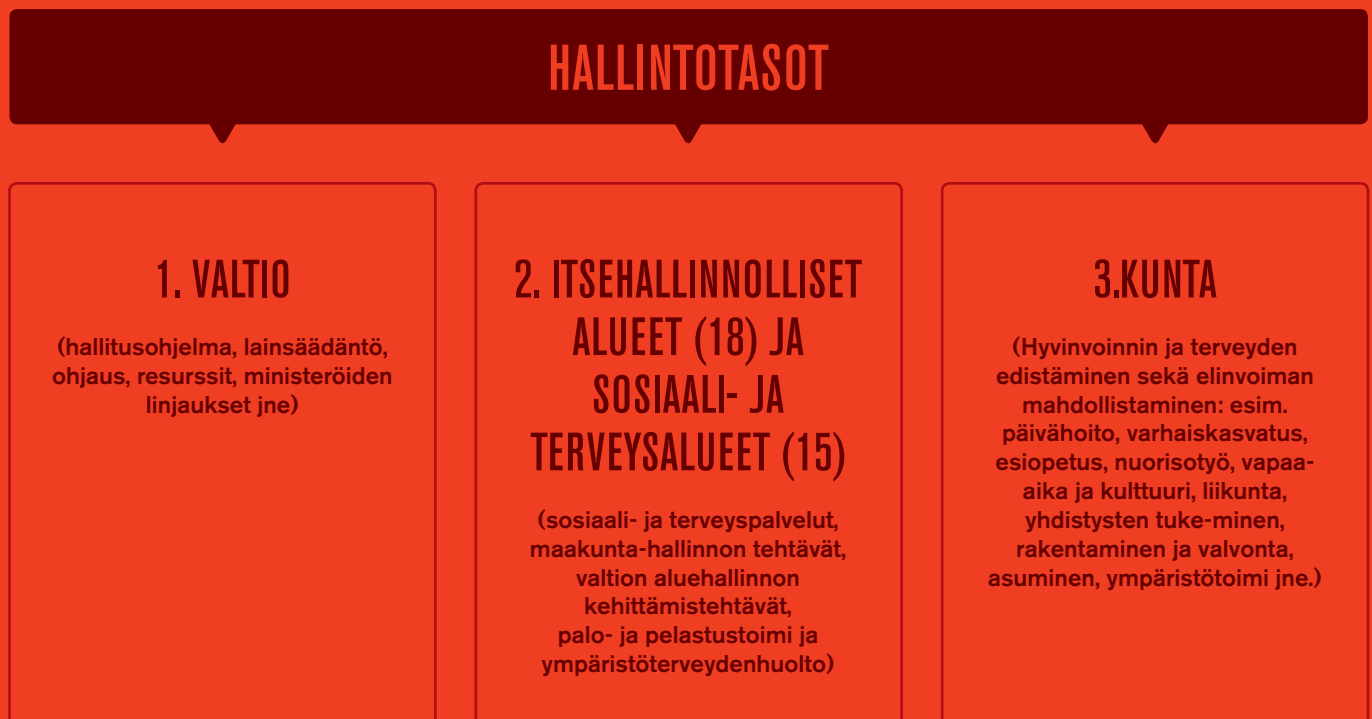 HALLINTOTASOT
1. VALTIO
(hallitusohjelma, lainsäädäntö,
ohjaus, resurssit, ministeröiden
linjaukset jne)
2. ITSEHALLINNOLLISET
ALUEET (18) JA
SOSIAALI- JA
TERVEYSALUEET (15)
(sosiaali- ja terveyspalvelut,
maakunta-hallinnon tehtävät,
valtion aluehallinnon
kehittämistehtävät,
palo- ja pelastustoimi ja
ympäristöterveydenhuolto)
3.KUNTA
(Hyvinvoinnin ja terveyden
edistäminen sekä elinvoiman
mahdollistaminen: esim.
päivähoito, varhaiskasvatus,
esiopetus, nuorisotyö, vapaa-
aika ja kulttuuri, liikunta,
yhdistysten tuke-minen,
rakentaminen ja valvonta,
asuminen, ympäristötoimi jne.)